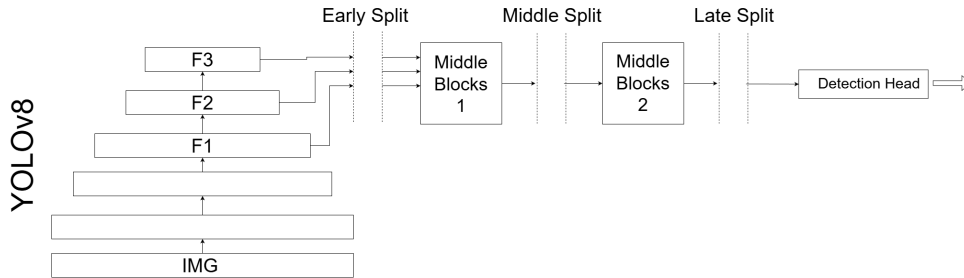 Early Split
Middle Split
Late Split
F3
F2
F1
IMG
YOLOv8
Middle
Blocks
1
Middle
Blocks
2
Detection Head